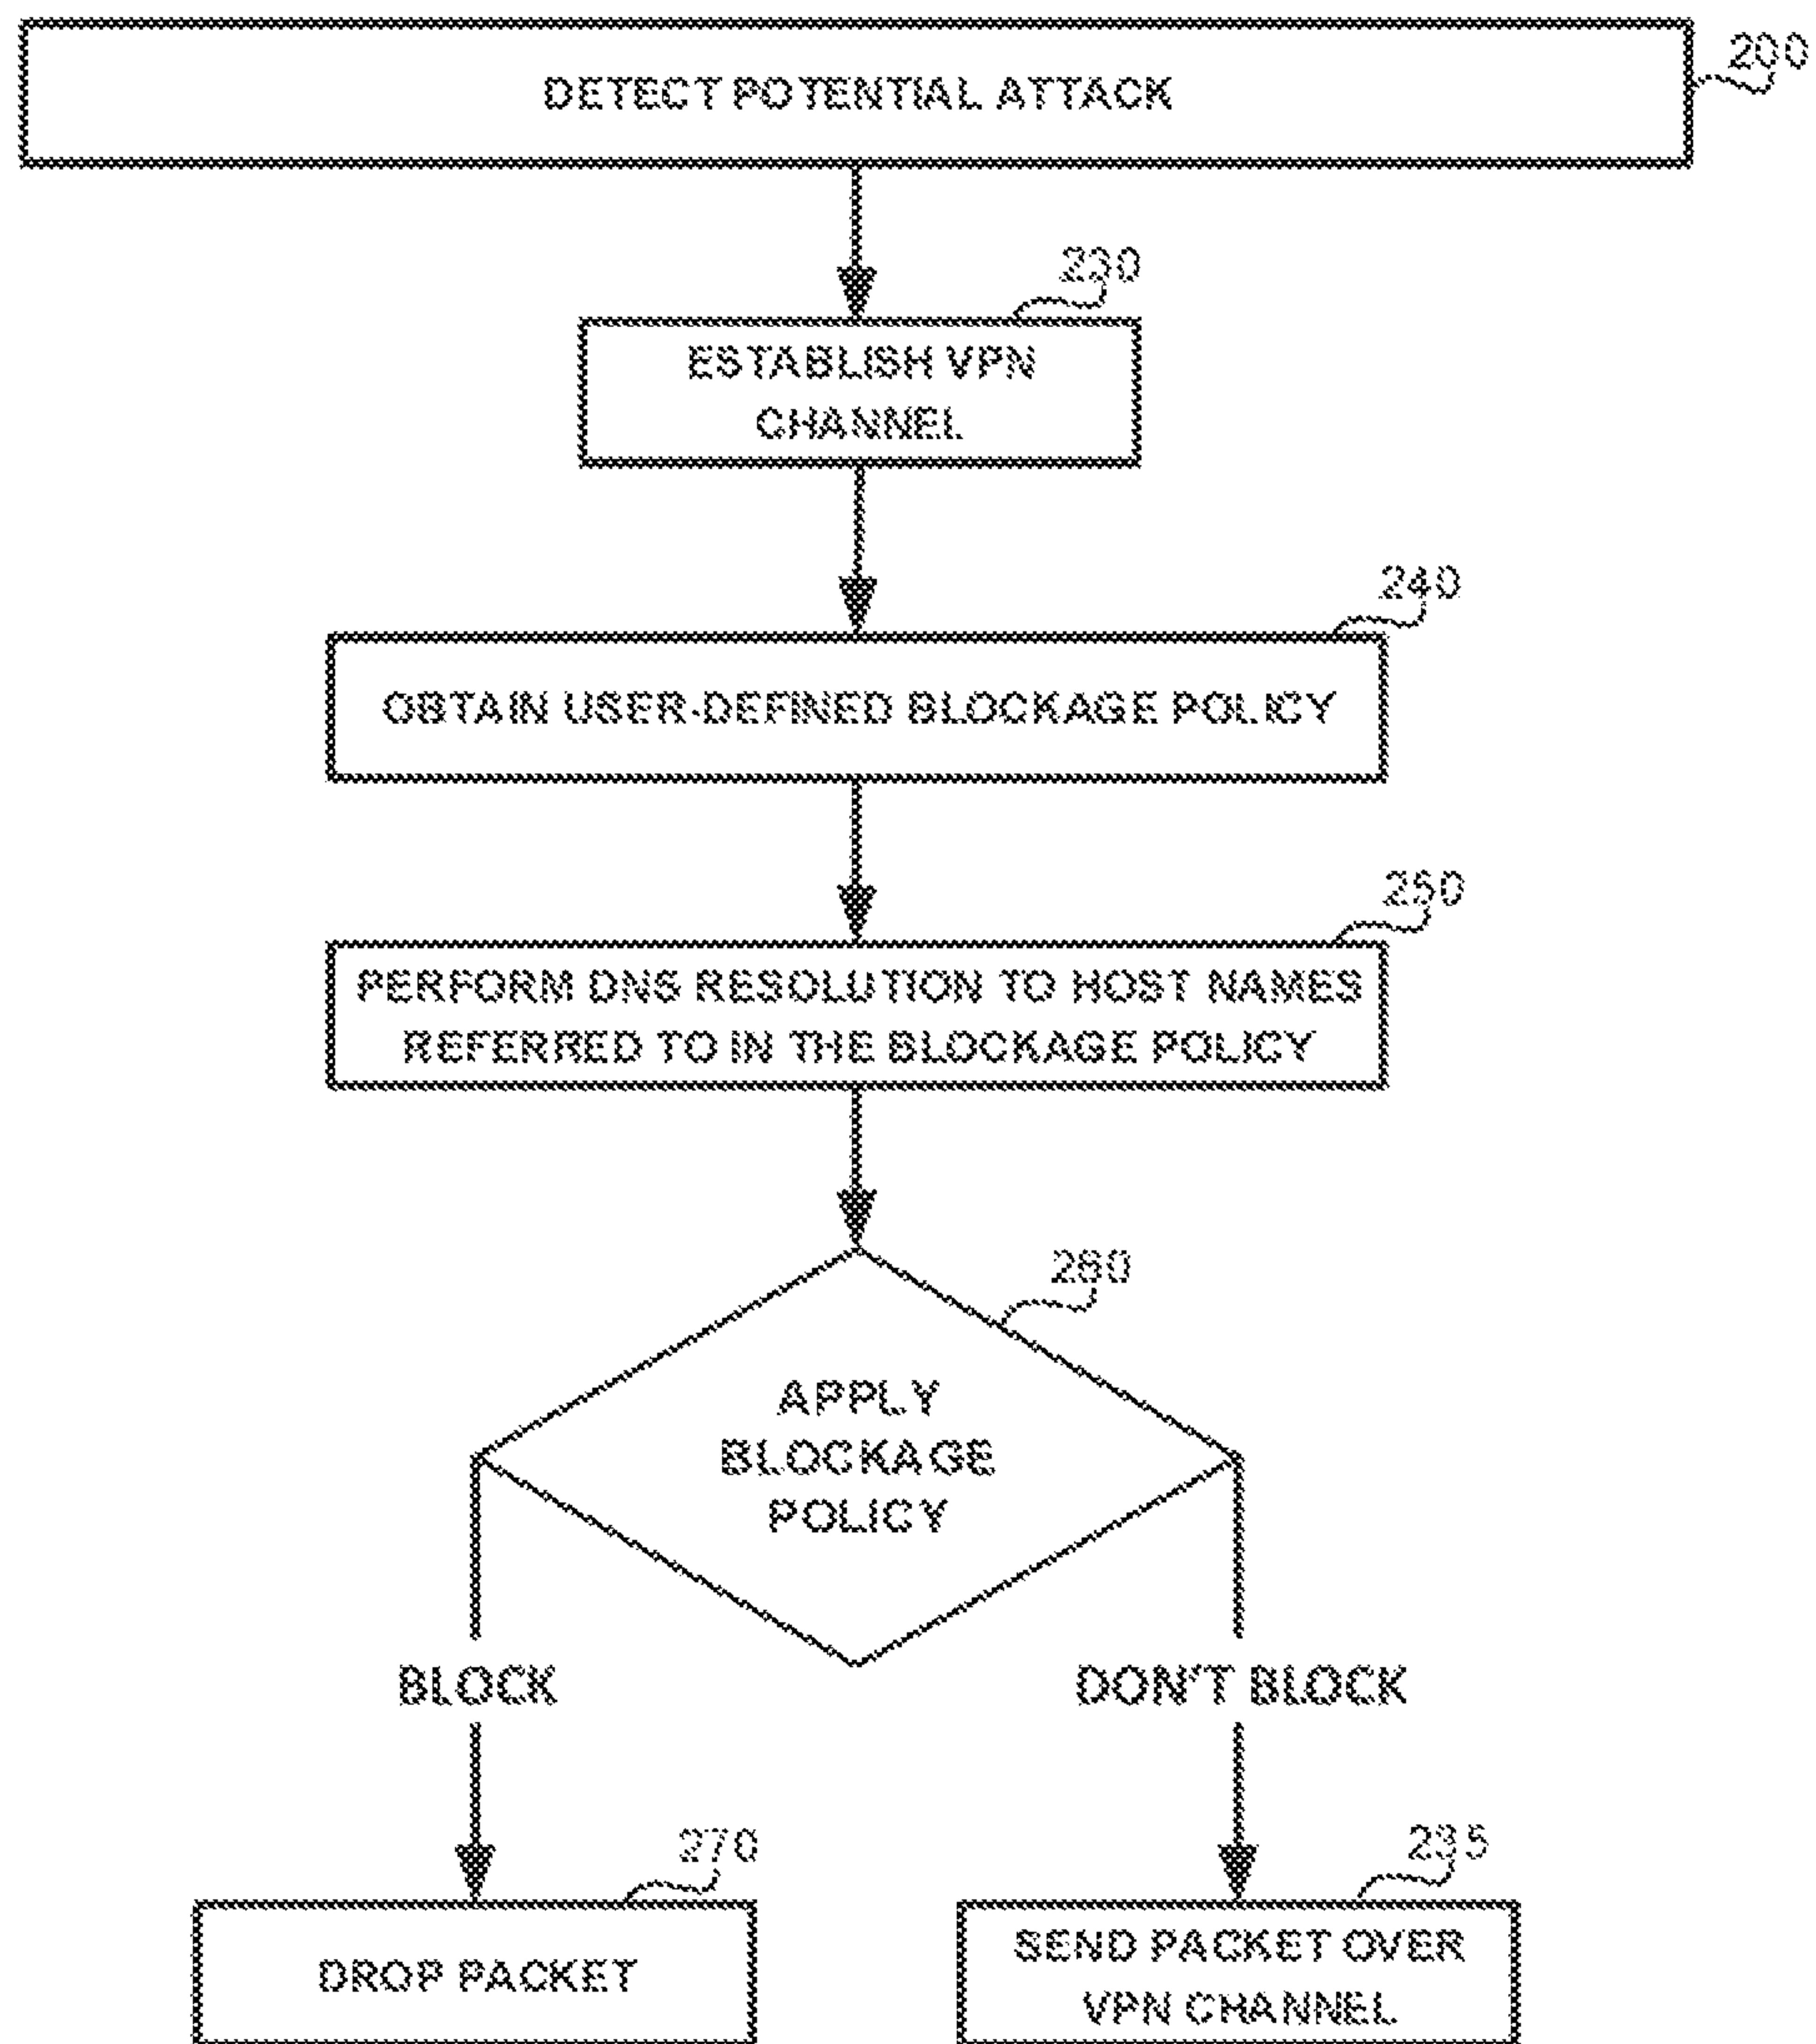 200
DETECT POTENTIAL ATTACK
230
ESTABLISH VPN
CHANNEL
240
OBTAIN USER-DEFINED BLOCKAGE POLICY
250
PERFORM DNS RESOLUTION TO HOST NAMES
REFERRED TO IN THE BLOCKAGE POLICY
260
APPLY
BLOCKAGE
POLICY
BLOCK
DON'T BLOCK
270
DROP PACKET
235
SEND PACKET OVER
VPN CHANNEL